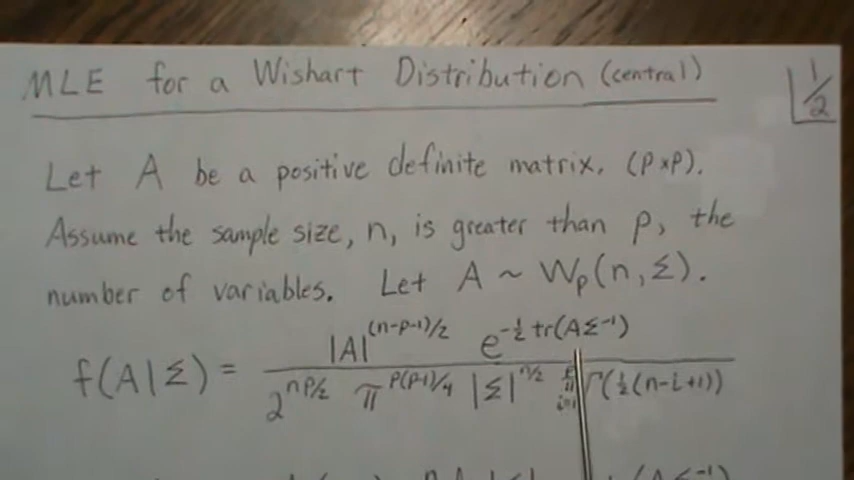 MLE for a Wishart Distribution (central)
1/2
Let A be a positive definite matrix. (p×p).
Assume the sample size, n, is greater than p, the
number of variables. Let A ~ Wp(n, Σ).
f(A|Σ) = |A|^(n-p-1)/2 e^-½ tr(AΣ^-1) / 2^np/2 π^p(p-1)/4 |Σ|^n/2 ∏ i=1 Γ(½(n-i+1))